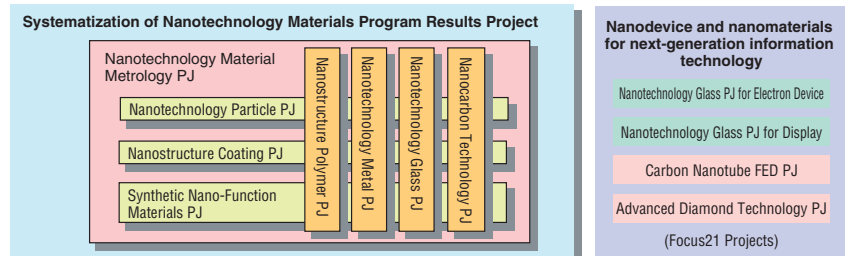 Systematization of Nanotechnology Materials Program Results Project
Nanotechnology Material
Metrology PJ
Nanotechnology Particle PJ
Nanostructure Coating PJ
Synthetic Nano-Function
Materials PJ
Nanostructure Polymer PJ
Nanotechnology Metal PJ
Nanotechnology Glass PJ
Nanocarbon Technology PJ
Nanodevice and nanomaterials
for next-generation information
technology
Nanotechnology Glass PJ for Electron Device
Nanotechnology Glass PJ for Display
Carbon Nanotube FED PJ
Advanced Diamond Technology PJ
(Focus21 Projects)